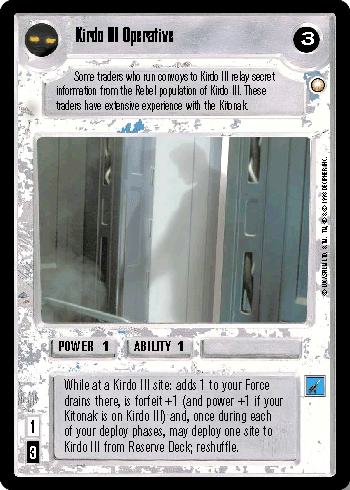 Kirdo III Operative
3
Some traders who run convoys to Kirdo III relay secret
information from the Rebel population of Kirdo III. These
traders have extensive experience with the Kitonak.
POWER 1
ABILITY 1
While at a Kirdo III site: adds 1 to your Force
drains there, is forfeit +1 (and power +1 if your
Kitonak is on Kirdo III) and, once during each
of your deploy phases, may deploy one site to
Kirdo III from Reserve Deck; reshuffle.
1
3